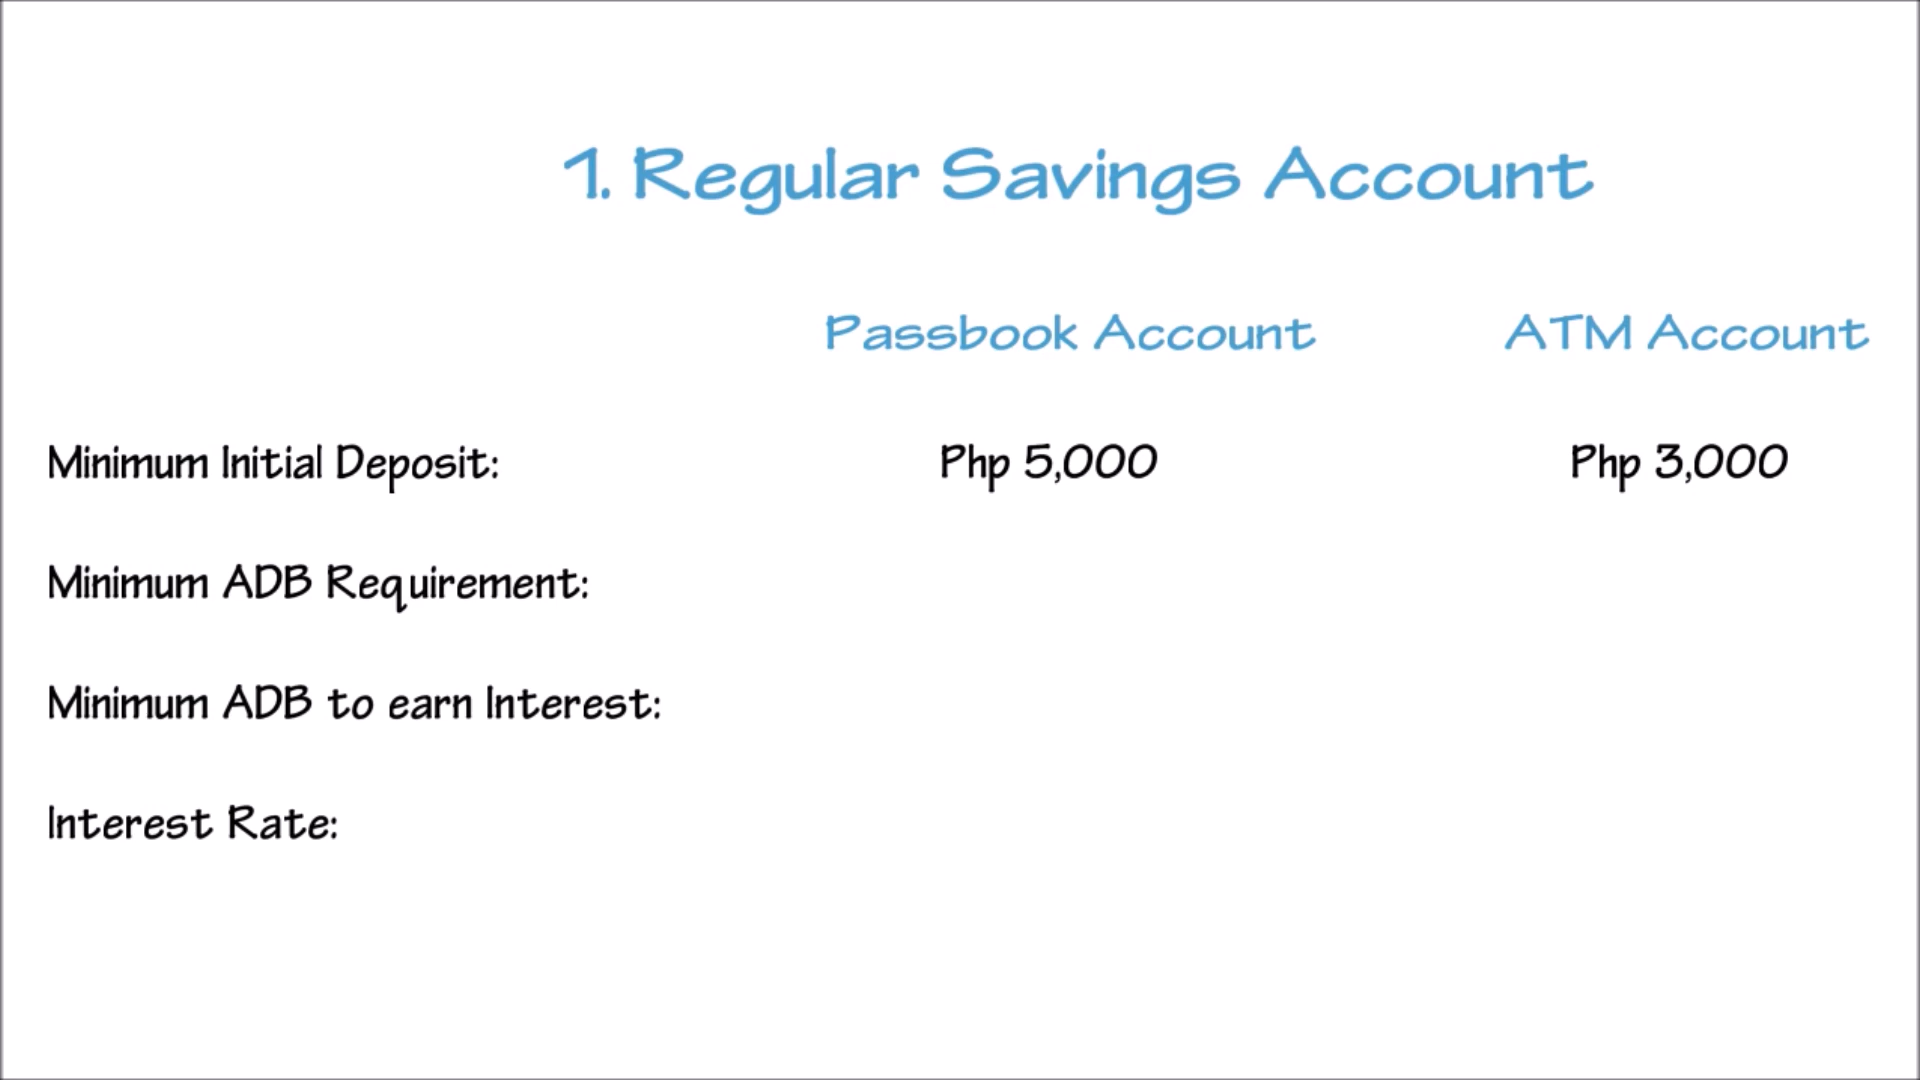 1. Regular Savings Account
Passbook Account ATM Account
Minimum Initial Deposit: Php 5,000 Php 3,000
Minimum ADB Requirement:
Minimum ADB to earn Interest:
Interest Rate: